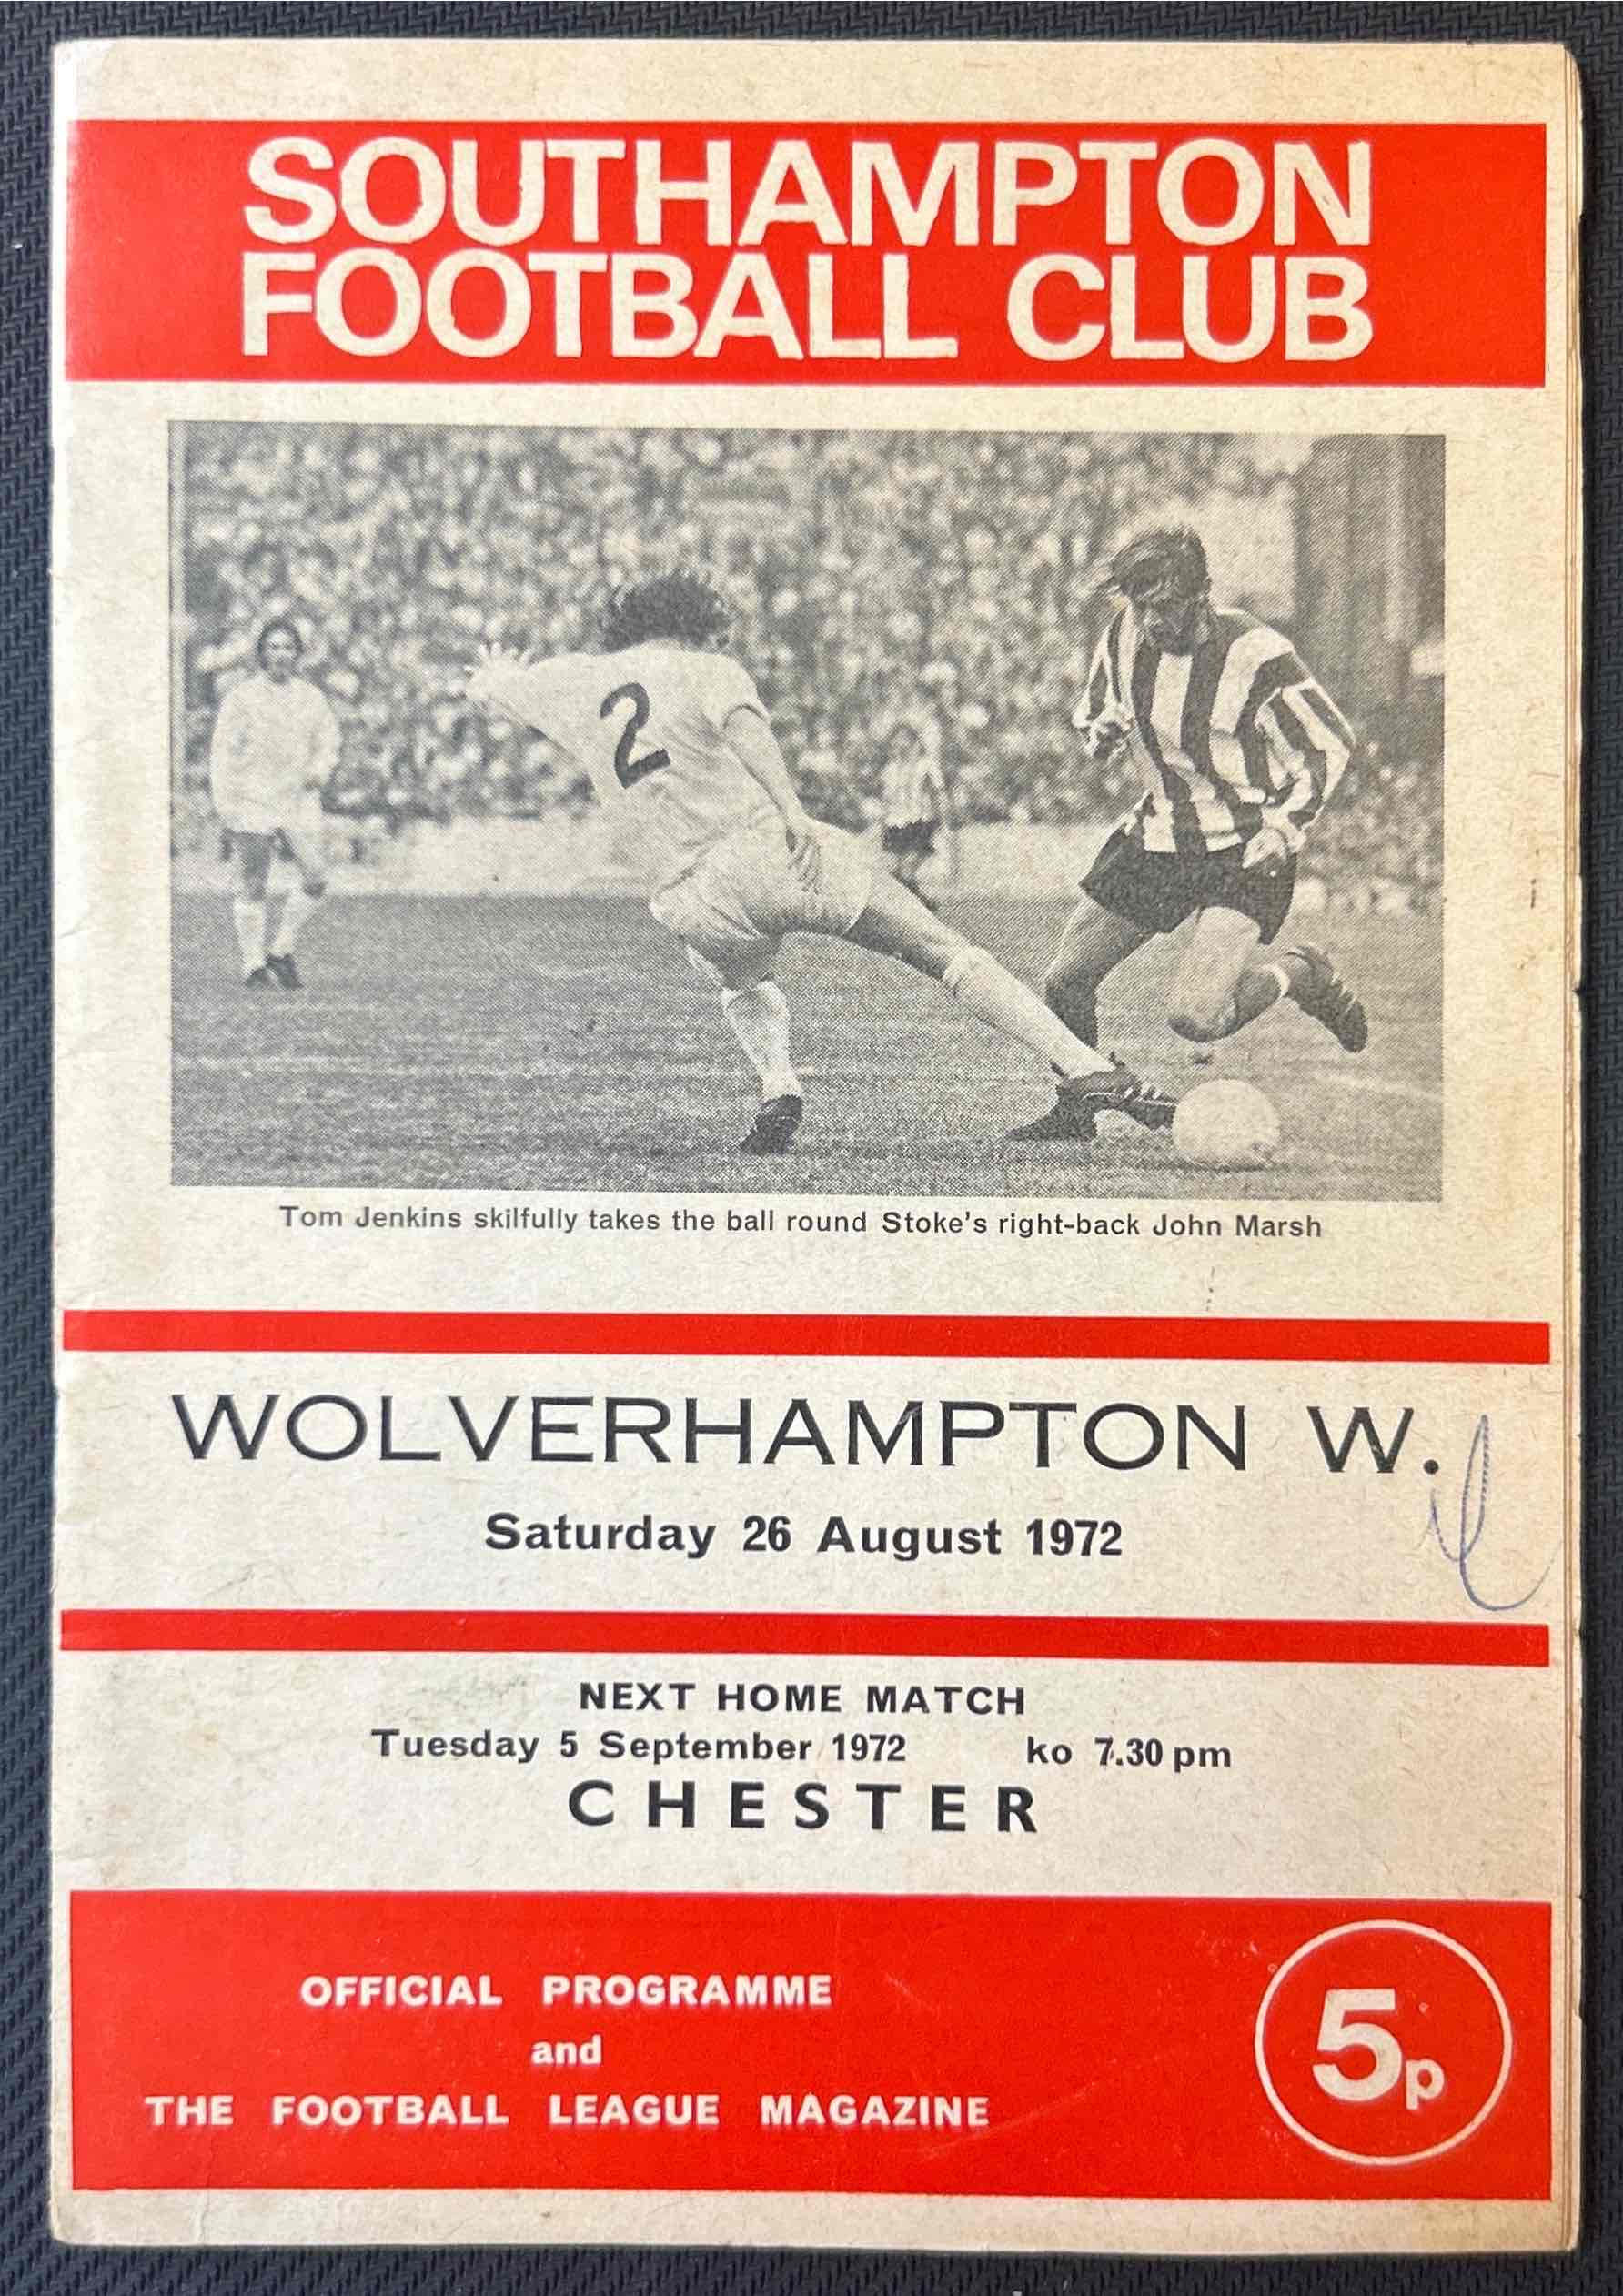 SOUTHAMPTON
FOOTBALL CLUB
2
Tom Jenkins skilfully takes the ball round Stoke's right-back John Marsh
WOLVERHAMPTON W.
Saturday 26 August 1972
NEXT HOME MATCH
Tuesday 5 September 1972 ko 7.30 pm
CHESTER
OFFICIAL PROGRAMME
and
THE FOOTBALL LEAGUE MAGAZINE
5p